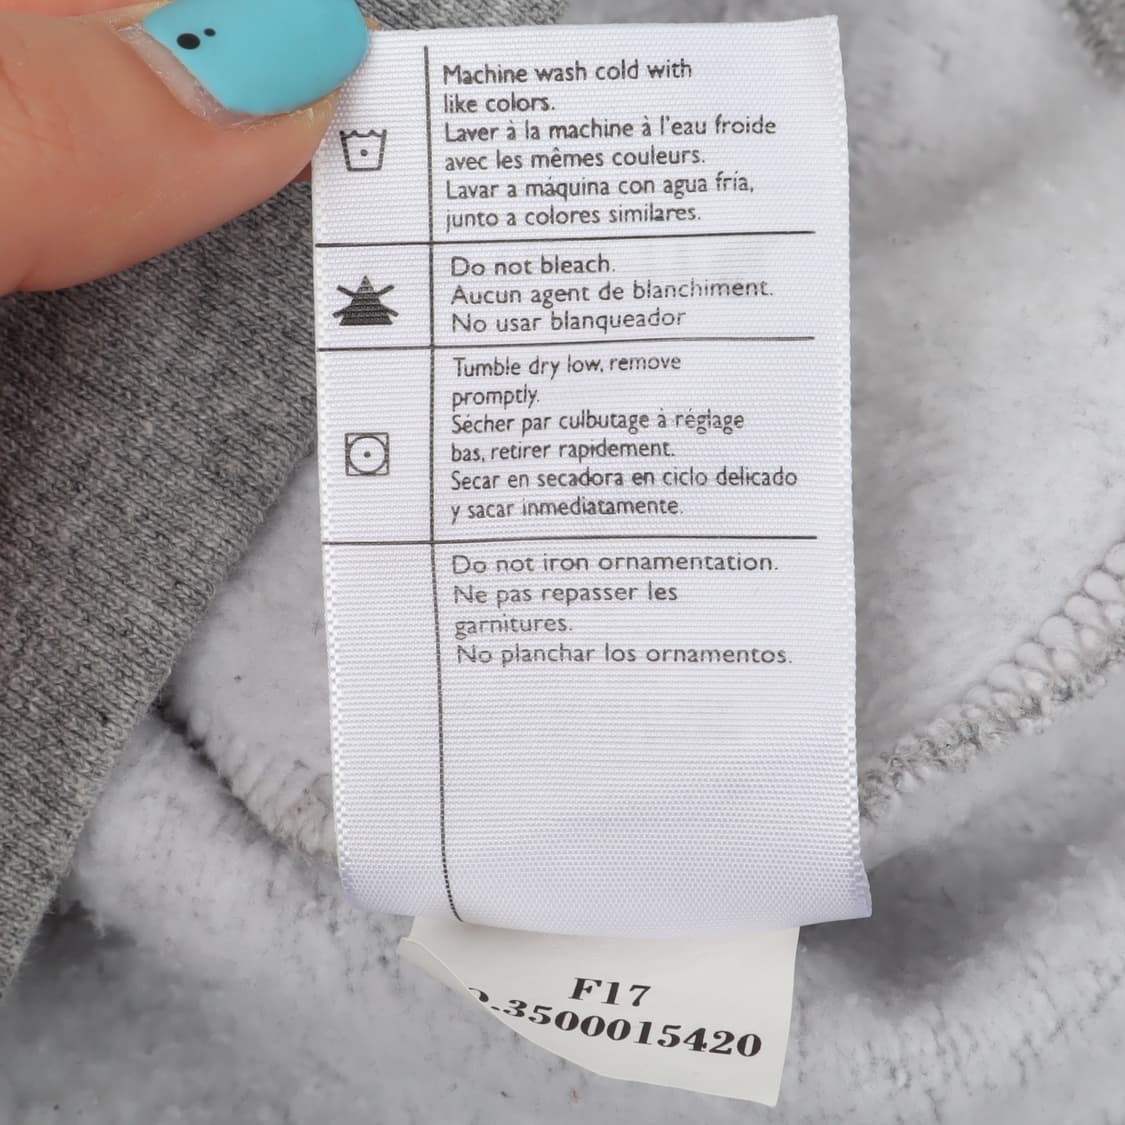 Machine wash cold with
like colors.
Laver à la machine à l'eau froide
avec les mêmes couleurs.
Lavar a máquina con agua fría,
junto a colores similares.
Do not bleach.
Aucun agent de blanchiment.
No usar blanqueador
Tumble dry low, remove
promptly.
Sécher par culbutage à réglage
bas, retirer rapidement.
Secar en secadora en ciclo delicado
y sacar inmediatamente.
Do not iron ornamentation.
Ne pas repasser les
garnitures.
No planchar los ornamentos.
F17
3500015420